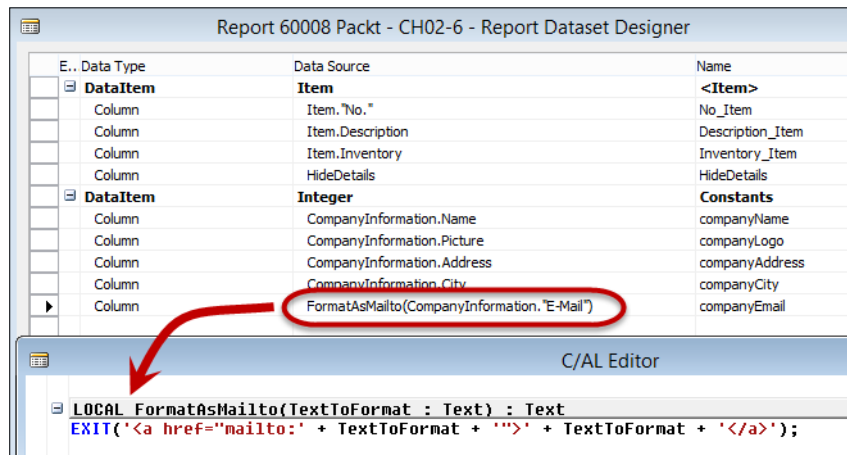 Report 60008 Packt - CH02-6 - Report Dataset Designer
E.. Data Type Data Source Name
DataItem Item <Item>
Column Item."No." No_Item
Column Item.Description Description_Item
Column Item.Inventory Inventory_Item
Column HideDetails HideDetails
DataItem Integer Constants
Column CompanyInformation.Name companyName
Column CompanyInformation.Picture companyLogo
Column CompanyInformation.Address companyAddress
Column CompanyInformation.City companyCity
Column FormatAsMailto(CompanyInformation."E-Mail") companyEmail
C/AL Editor
LOCAL FormatAsMailto(TextToFormat : Text) : Text
EXIT('<a href="mailto:' + TextToFormat + '">' + TextToFormat + '</a>');